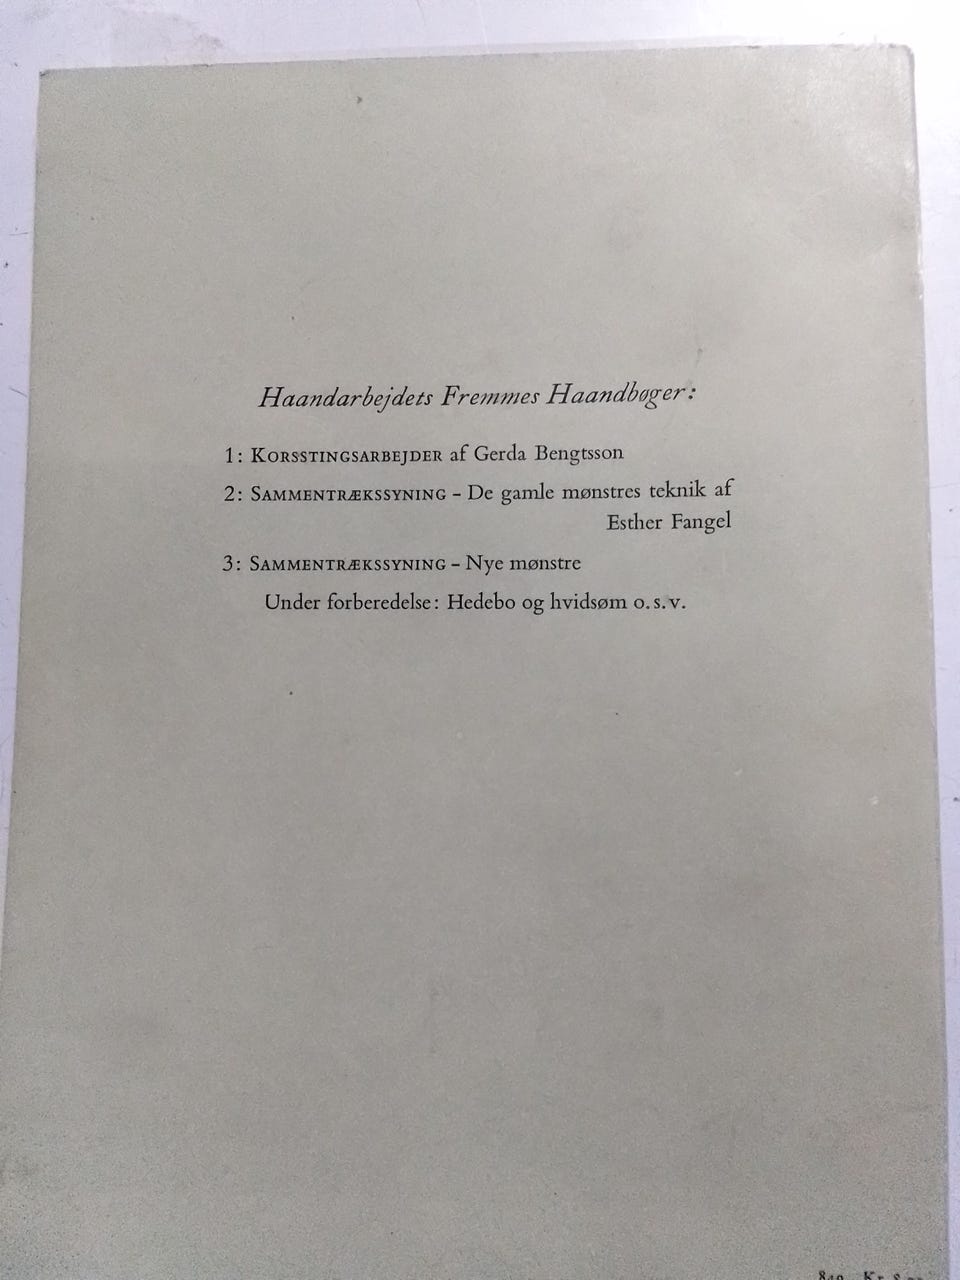 Haandarbejdets Fremmes Haandbøger:
1: KORSSTINGSARBEJDER af Gerda Bengtsson
2: SAMMENTRÆKSSYNING – De gamle mønstres teknik af
Esther Fangel
3: SAMMENTRÆKSSYNING – Nye mønstre
Under forberedelse: Hedebo og hvidsøm o.s.v.
Kr.